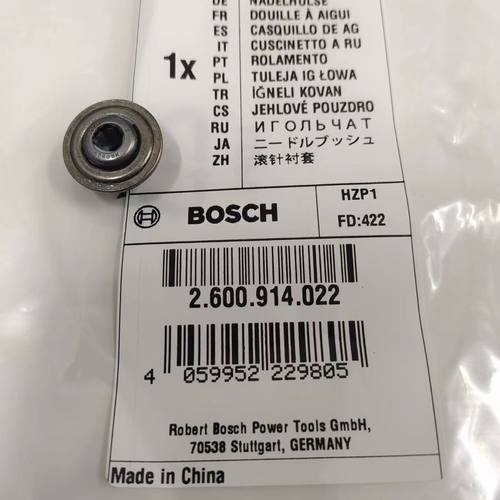 DE NADELHÜLSE
FR DOUILLE À AIGUI
ES CASQUILLO DE AG
IT CUSCINETTO A RU
1x PT ROLAMENTO
PL TULEJA IG ŁOWA
TR İĞNELI KOVAN
CS JEHLOVÉ POUZDRO
RU ИГОЛЬЧАТ
JA ニードルブッシュ
ZH 滚针衬套
BOSCH
HZP1
FD:422
2.600.914.022
4 059952 229805
Robert Bosch Power Tools GmbH,
70538 Stuttgart, GERMANY
Made in China